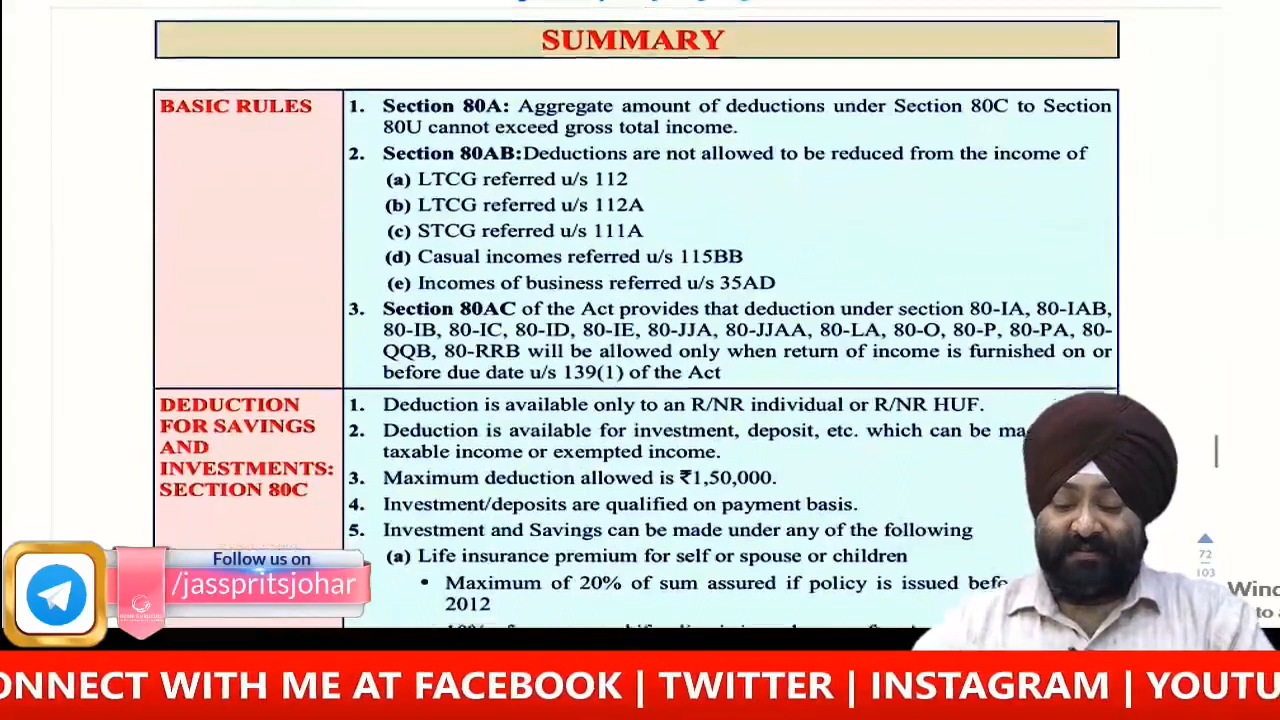 SUMMARY
BASIC RULES
1. Section 80A: Aggregate amount of deductions under Section 80C to Section
80U cannot exceed gross total income.
2. Section 80AB:Deductions are not allowed to be reduced from the income of
(a) LTCG referred u/s 112
(b) LTCG referred u/s 112A
(c) STCG referred u/s 111A
(d) Casual incomes referred u/s 115BB
(e) Incomes of business referred u/s 35AD
3. Section 80AC of the Act provides that deduction under section 80-IA, 80-IAB,
80-IB, 80-IC, 80-ID, 80-IE, 80-JJA, 80-JJAA, 80-LA, 80-O, 80-P, 80-PA, 80-
QQB, 80-RRB will be allowed only when return of income is furnished on or
before due date u/s 139(1) of the Act
DEDUCTION
FOR SAVINGS
AND
INVESTMENTS:
SECTION 80C
1. Deduction is available only to an R/NR individual or R/NR HUF.
2. Deduction is available for investment, deposit, etc. which can be ma
taxable income or exempted income.
3. Maximum deduction allowed is ₹1,50,000.
4. Investment/deposits are qualified on payment basis.
5. Investment and Savings can be made under any of the following
(a) Life insurance premium for self or spouse or children
• Maximum of 20% of sum assured if policy is issued befo
2012
72
103
Wind
to a
Follow us on
/jasspritsjohar
ONNECT WITH ME AT FACEBOOK | TWITTER | INSTAGRAM | YOUTU